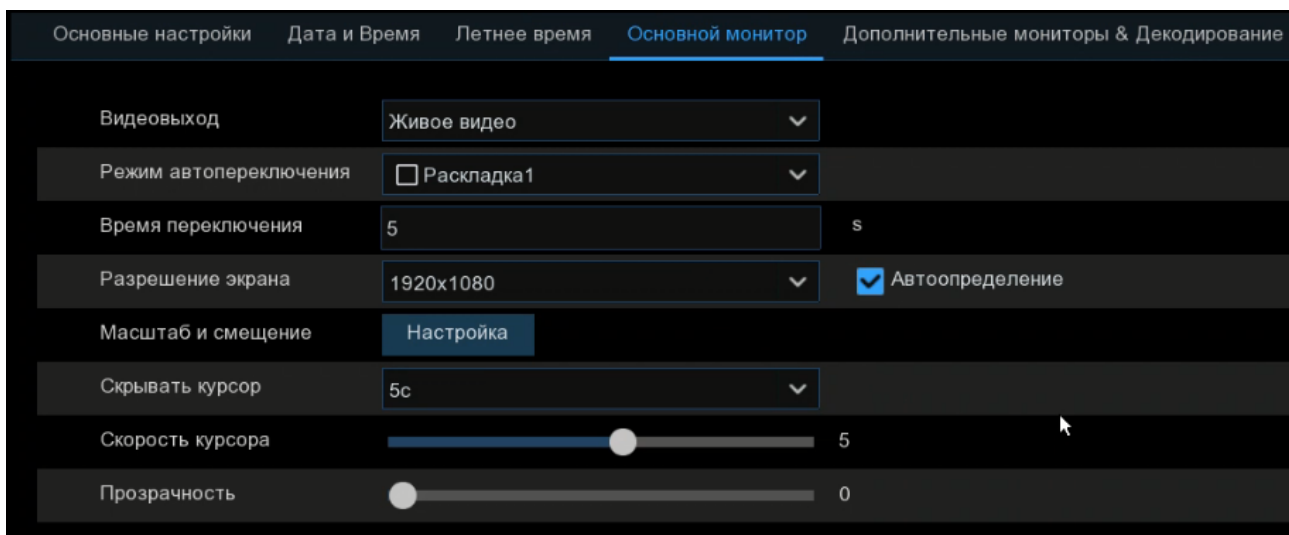 Основные настройки Дата и Время Летнее время Основной монитор Дополнительные мониторы & Декодирование
Видеовыход Живое видео
Режим автопереключения Раскладка1
Время переключения 5 s
Разрешение экрана 1920x1080 Автоопределение
Масштаб и смещение Настройка
Скрывать курсор 5с
Скорость курсора 5
Прозрачность 0